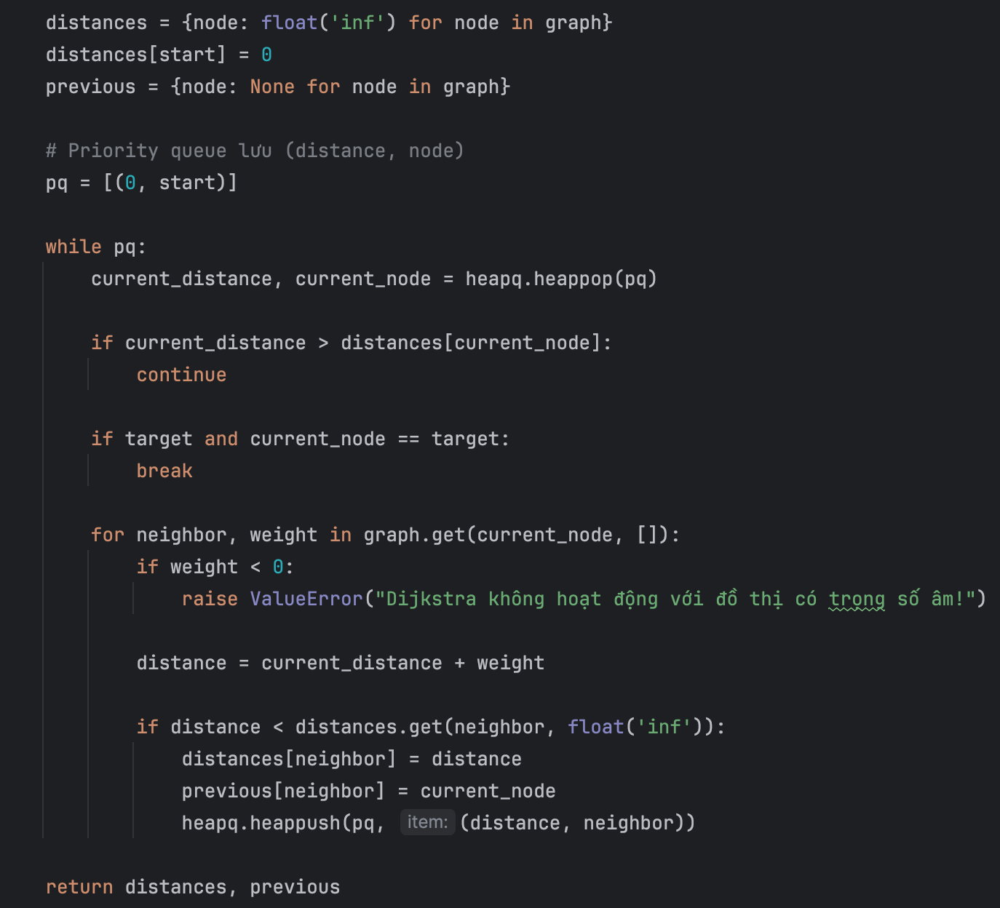 distances = {node: float('inf') for node in graph}
distances[start] = 0
previous = {node: None for node in graph}

# Priority queue lưu (distance, node)
pq = [(0, start)]

while pq:
    current_distance, current_node = heapq.heappop(pq)

    if current_distance > distances[current_node]:
        continue

    if target and current_node == target:
        break

    for neighbor, weight in graph.get(current_node, []):
        if weight < 0:
            raise ValueError("Dijkstra không hoạt động với đồ thị có trọng số âm!")

        distance = current_distance + weight

        if distance < distances.get(neighbor, float('inf')):
            distances[neighbor] = distance
            previous[neighbor] = current_node
            heapq.heappush(pq, item: (distance, neighbor))

return distances, previous